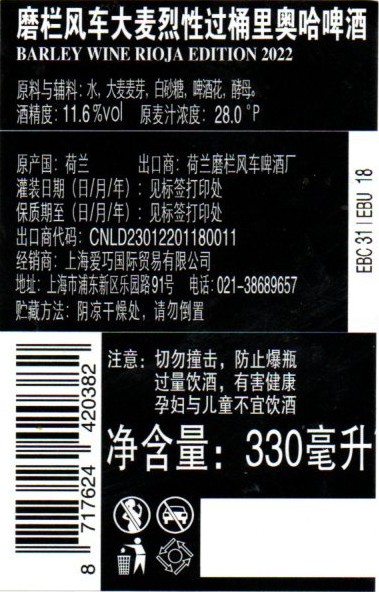 磨栏风车大麦烈性过桶里奥哈啤酒
BARLEY WINE RIOJA EDITION 2022
原料与辅料：水，大麦麦芽，白砂糖，啤酒花，酵母。
酒精度：11.6%vol 原麦汁浓度：28.0 °P
原产国：荷兰 出口商：荷兰磨栏风车啤酒厂
灌装日期（日/月/年）：见标签打印处
保质期至（日/月/年）：见标签打印处
出口商代码：CNLD23012201180011
经销商：上海爱巧国际贸易有限公司
地址：上海市浦东新区乐园路91号 电话：021-38689657
贮藏方法：阴凉干燥处，请勿倒置
EBC 31 | EBU 18
注意：切勿撞击，防止爆瓶
过量饮酒，有害健康
孕妇与儿童不宜饮酒
净含量：330毫升
8 717624 420382